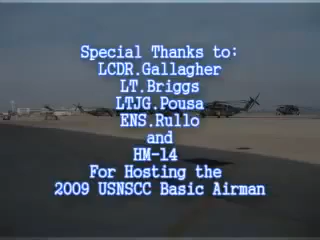 Special Thanks to:
LCDR.Gallagher
LT.Briggs
LTJG.Pousa
ENS.Rullo
and
HM-14
For Hosting the
2009 USNSCC Basic Airman